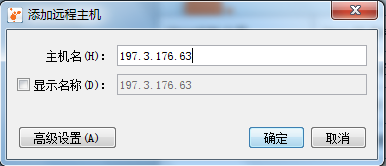 添加远程主机
主机名(H): 197.3.176.63
显示名称(D): 197.3.176.63
高级设置(A) 确定 取消